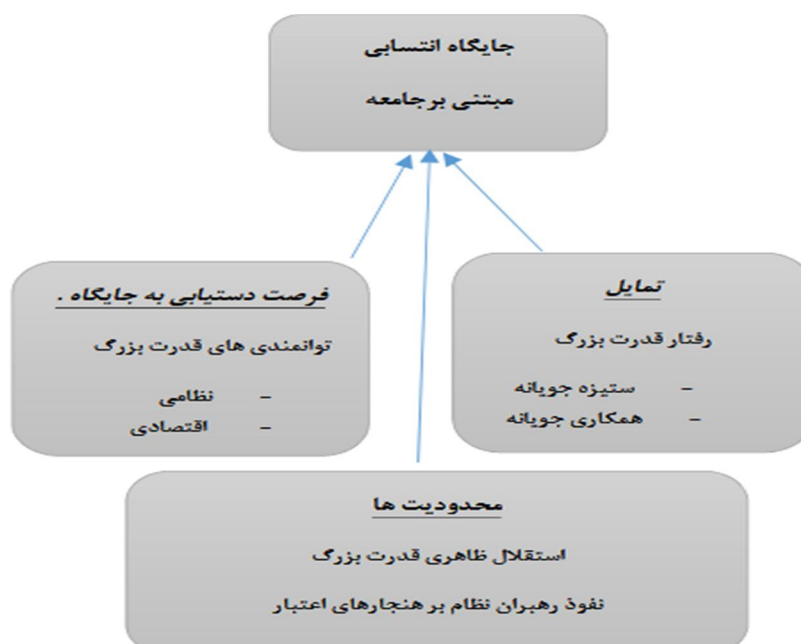 جایگاه انتسابی
مبتنی برجامعه
تمایل
رفتار قدرت بزرگ
- ستیزه جویانه
- همکاری جویانه
فرصت دستیابی به جایگاه .
توانمندی های قدرت بزرگ
- نظامی
- اقتصادی
محدودیت ها
استقلال ظاهری قدرت بزرگ
نفوذ رهبران نظام بر هنجارهای اعتبار